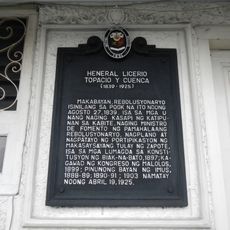 HENERAL LICERIO
TOPACIO Y CUENCA
(1839-1925)
MAKABAYAN, REBOLUSYONARYO
ISINILANG SA POOK NA ITO NOONG
AGOSTO 27, 1839. ISA SA MGA U
NANG NAGING KASAPI NG KATIPU
NAN SA KABITE, NAGING MINISTRO
DE FOMENTO NG PAMAHALAANG
REBOLUSYONARYO, NAGPLANO AT
NAGPATAYO NG PORTIPIKASYON NG
MAKASAYSAYANG TULAY NG ZAPOTE,
ISA SA MGA LUMAGDA SA KONSTI
TUSYON NG BIAK-NA-BATO, 1897; KA-
GAWAD NG KONGRESO NG MALOLOS,
1899; PINUNONG BAYAN NG IMUS,
1888-89; 1890-91; 1903 NAMATAY
NOONG ABRIL 19, 1925.